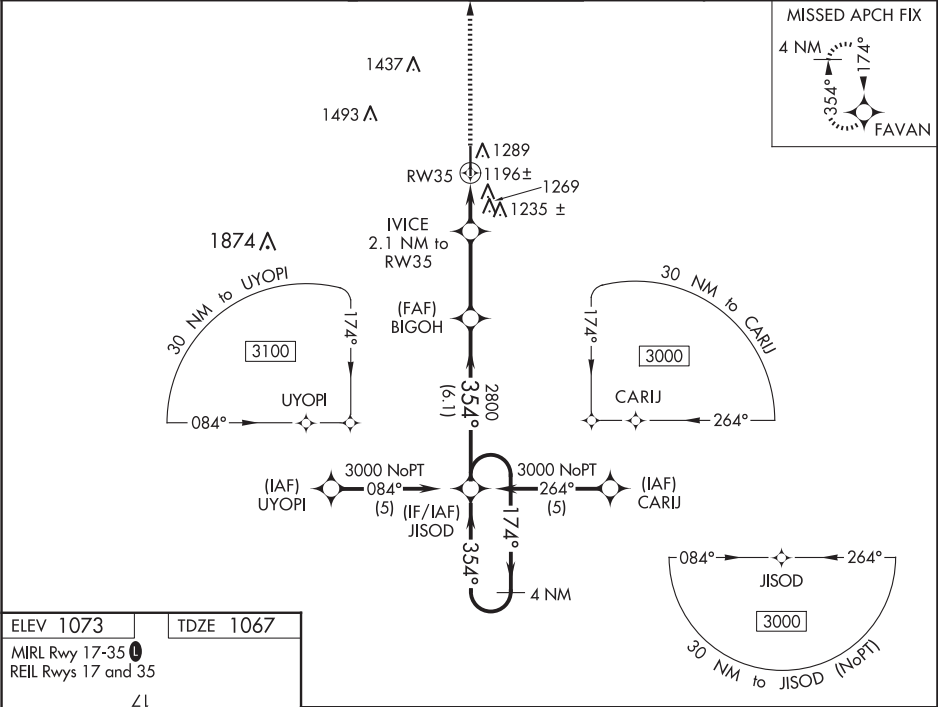 MISSED APCH FIX
4 NM
174°
354°
FAVAN
1437
1493
1289
RW35
1196±
1269
1235 ±
IVICE
2.1 NM to
RW35
1874
30 NM to UYOPI
174°
3100
UYOPI
084°
(FAF)
BIGOH
30 NM to CARIJ
174°
3000
CARIJ
264°
2800
354°
(6.1)
(IAF)
UYOPI
3000 NoPT
084°
(5)
(IF/IAF)
JISOD
3000 NoPT
264°
(5)
(IAF)
CARIJ
174°
354°
4 NM
084°
264°
JISOD
3000
30 NM to JISOD (NoPT)
ELEV 1073
TDZE 1067
MIRL Rwy 17-35 L
REIL Rwys 17 and 35
17